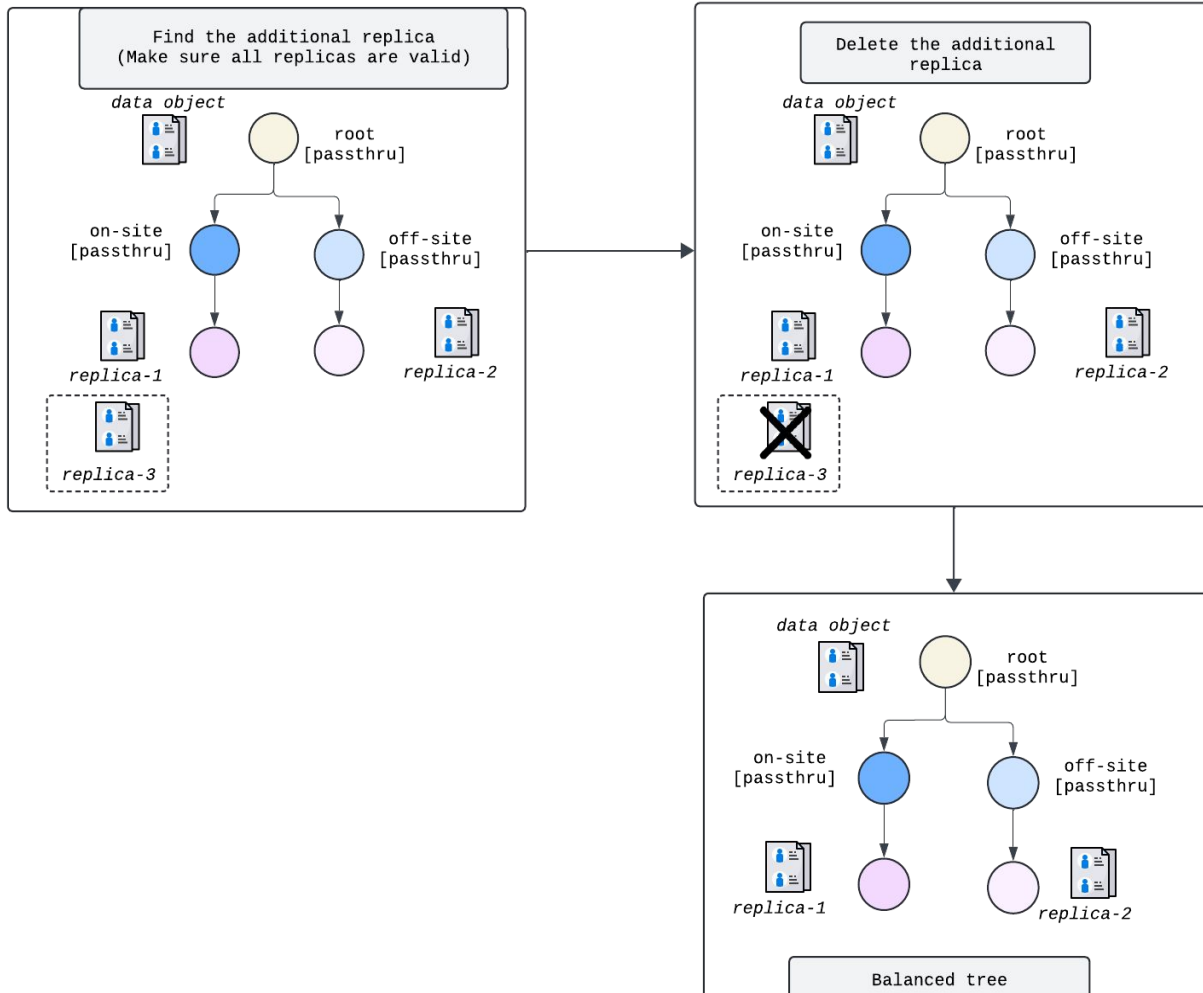 Find the additional replica
(Make sure all replicas are valid)
data object
root
[passthru]
on-site
[passthru]
off-site
[passthru]
replica-1
replica-2
replica-3
Delete the additional
replica
data object
root
[passthru]
on-site
[passthru]
off-site
[passthru]
replica-1
replica-2
replica-3
data object
root
[passthru]
on-site
[passthru]
off-site
[passthru]
replica-1
replica-2
Balanced tree